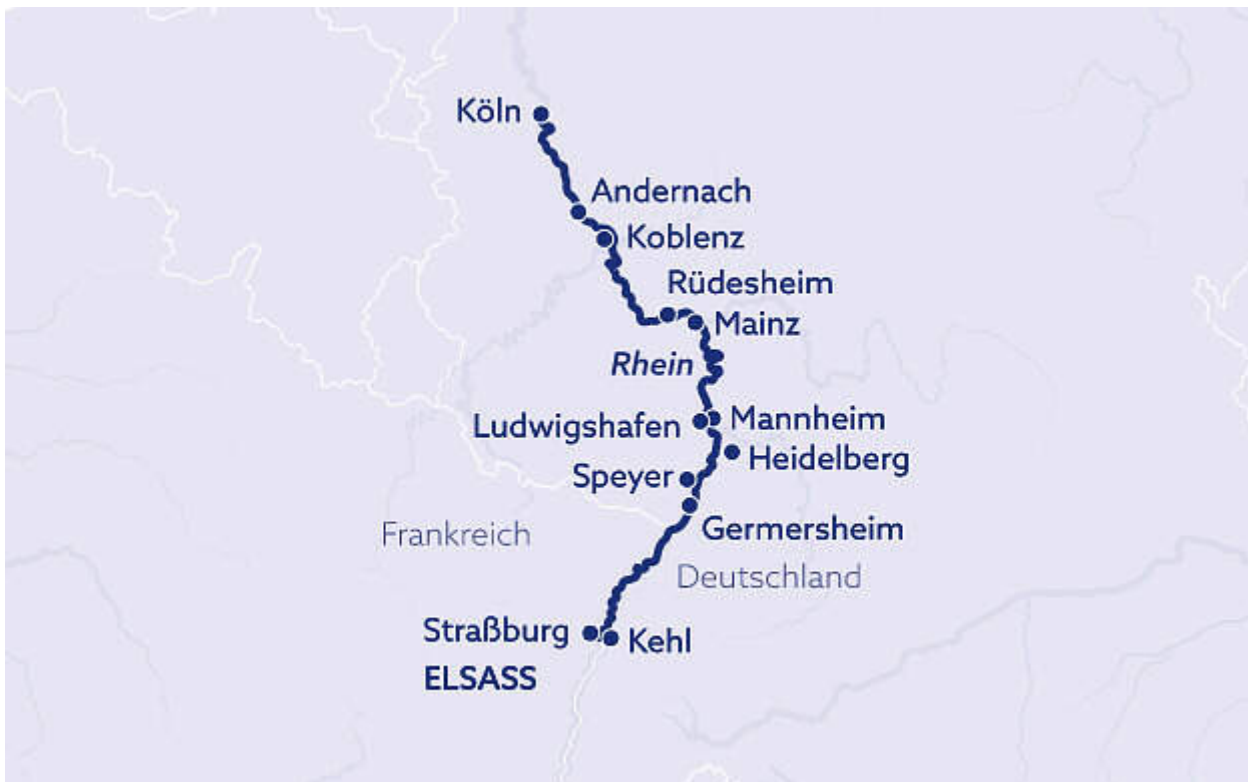 Köln
Andernach
Koblenz
Rüdesheim
Mainz
Rhein
Mannheim
Ludwigshafen
Heidelberg
Speyer
Germersheim
Frankreich
Deutschland
Straßburg
Kehl
ELSASS